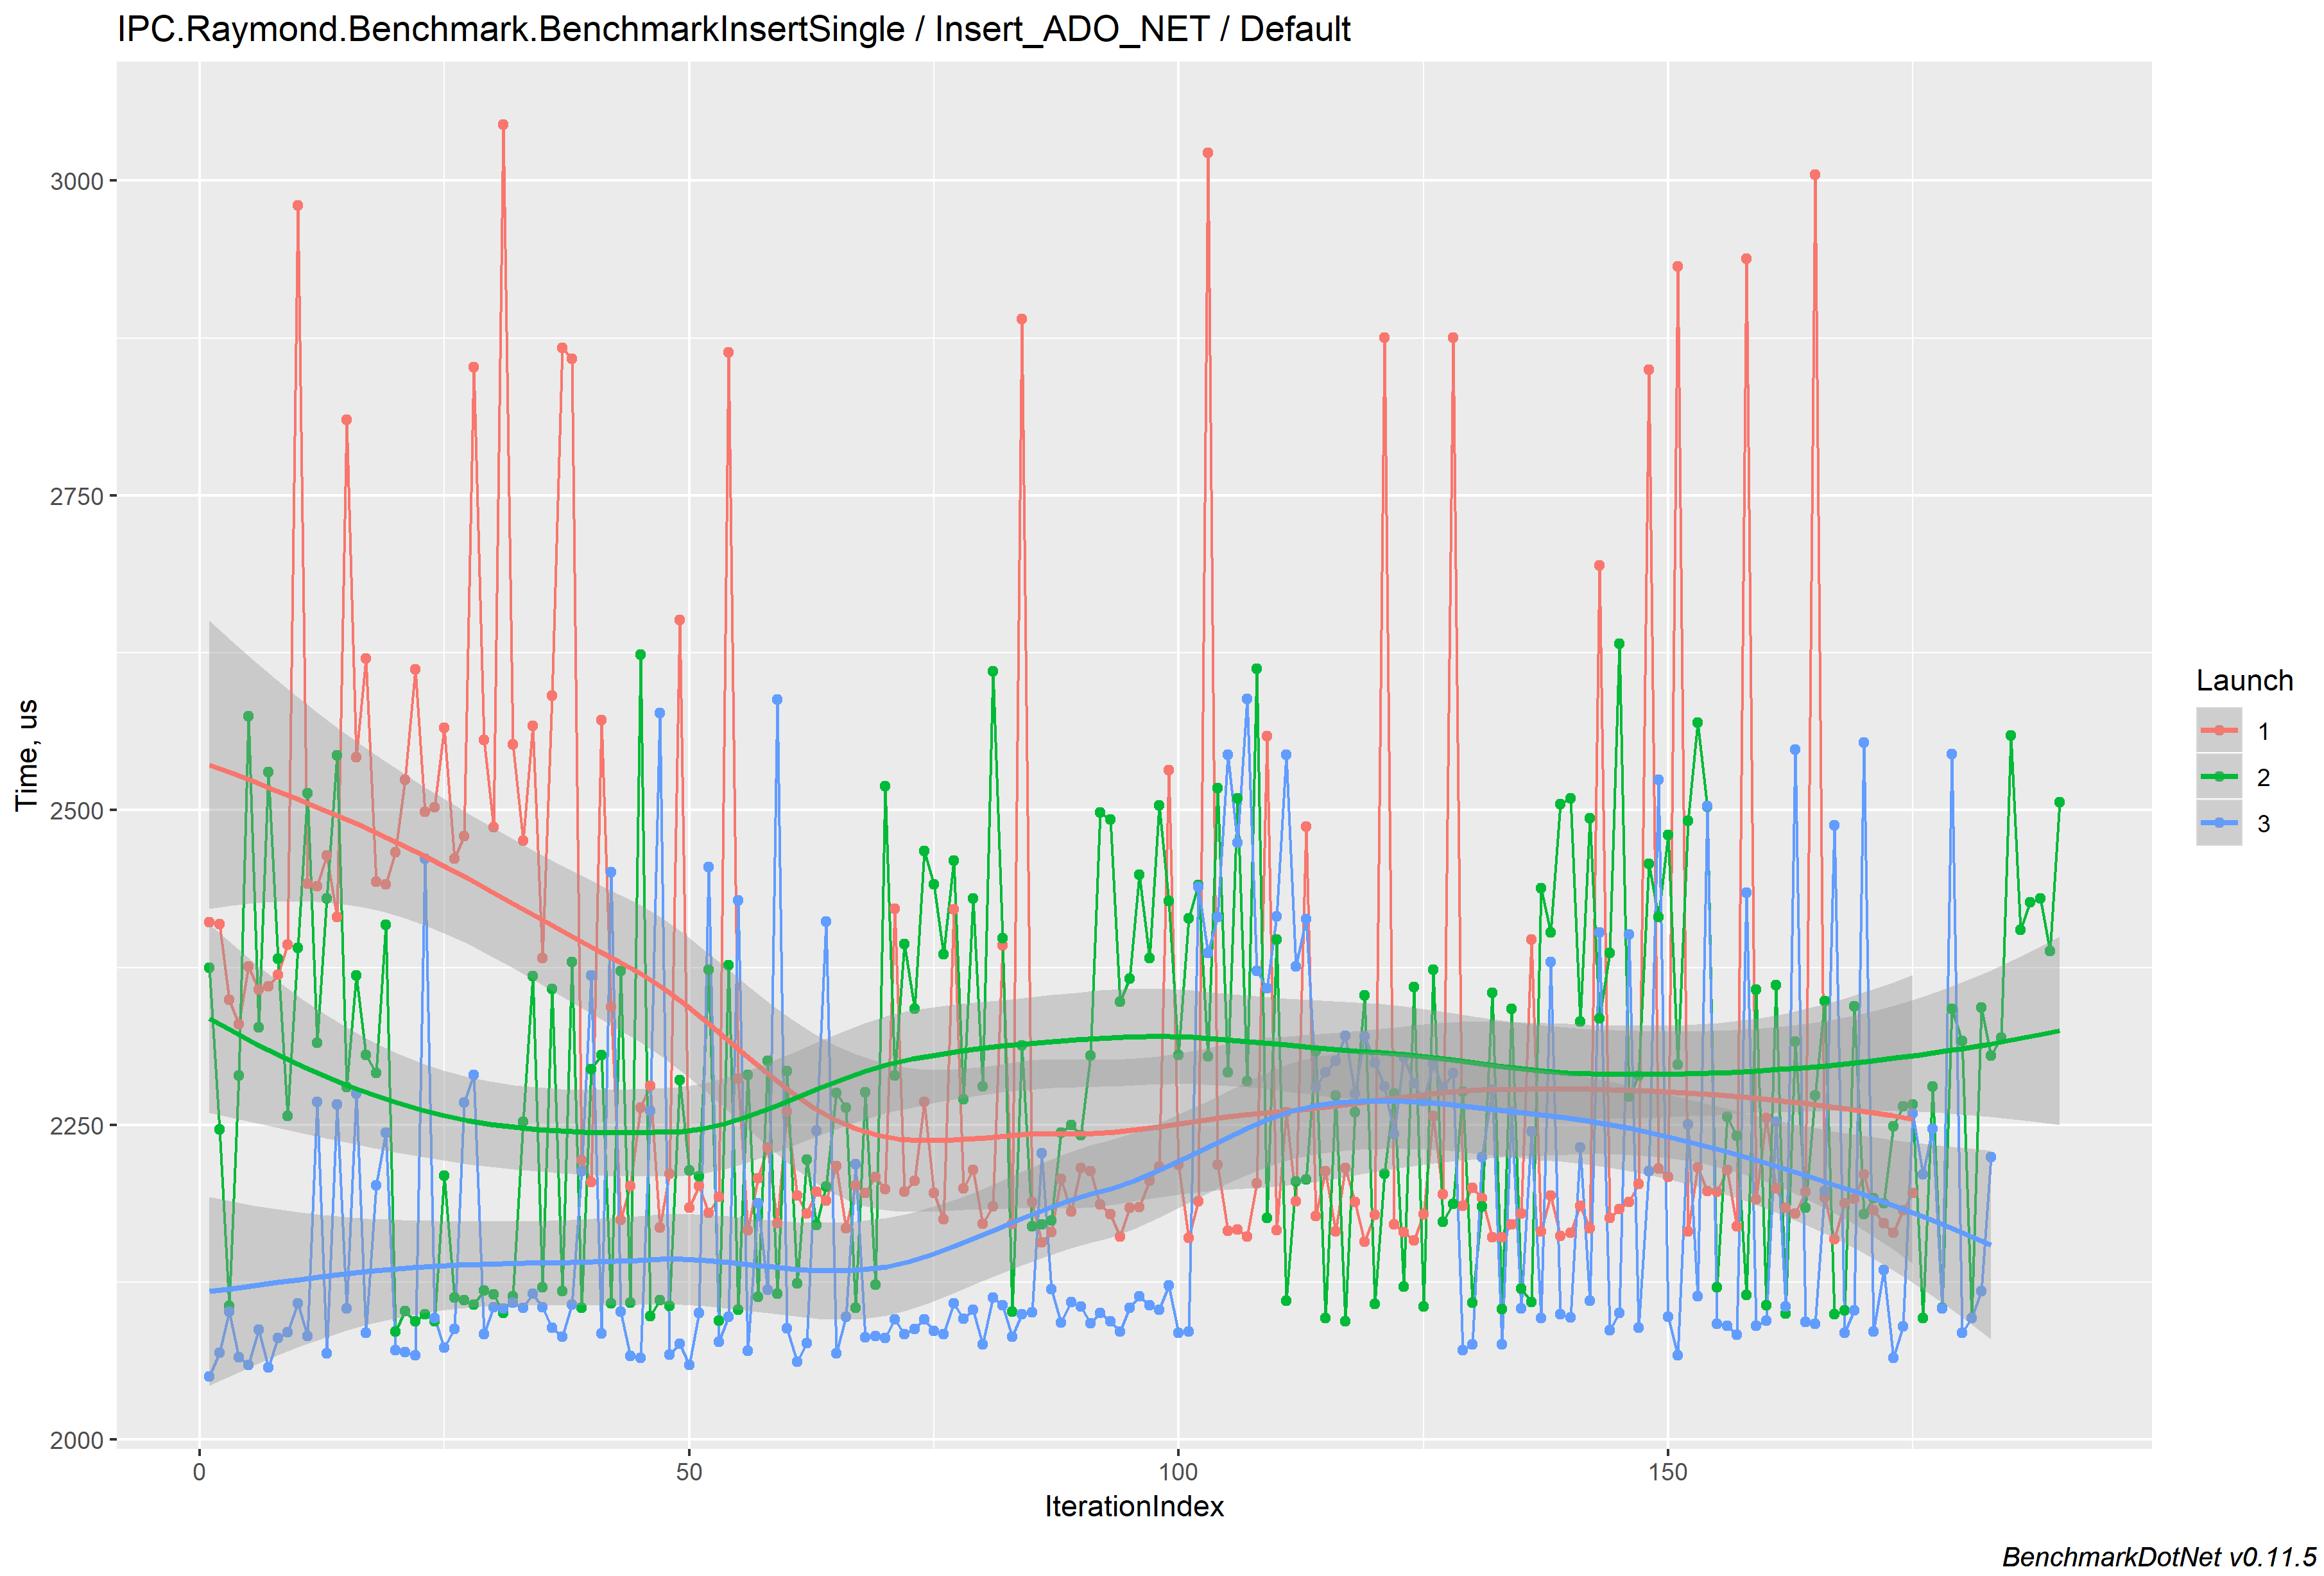 IPC.Raymond.Benchmark.BenchmarkInsertSingle / Insert_ADO_NET / Default
Time, us
3000
2750
2500
2250
2000
0 50 100 150
IterationIndex
Launch
1
2
3
BenchmarkDotNet v0.11.5